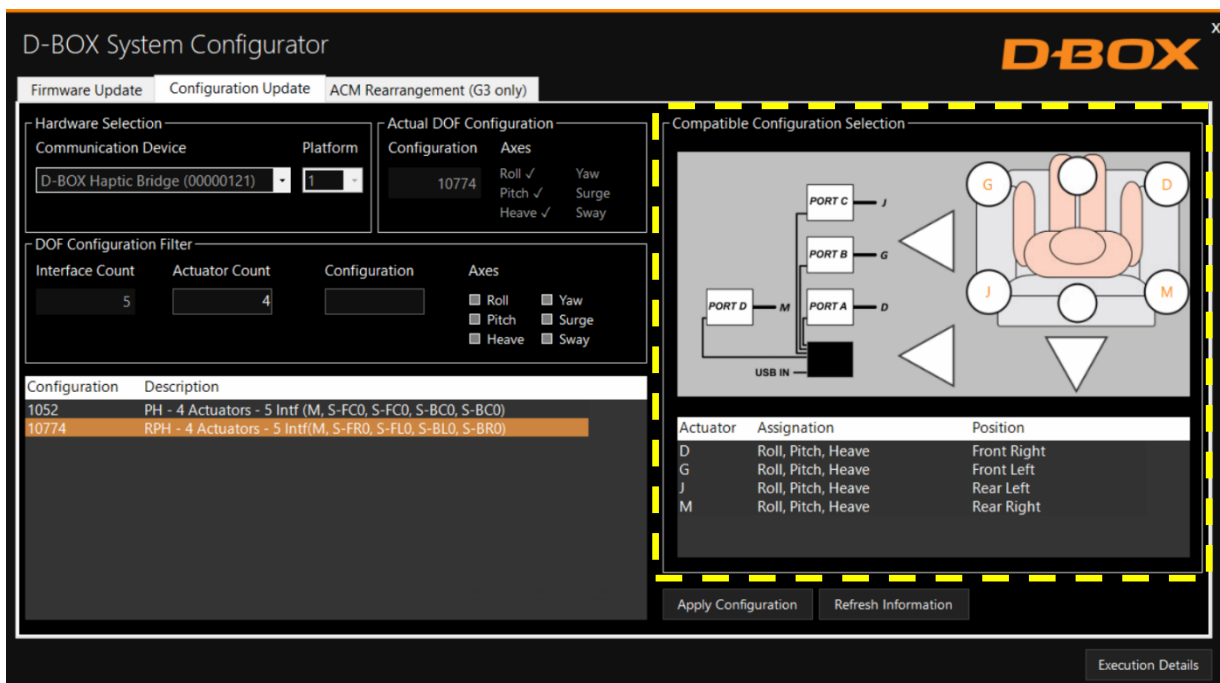 X
D-BOX System Configurator
D-BOX
Firmware Update Configuration Update ACM Rearrangement (G3 only)
Hardware Selection
Communication Device Platform
D-BOX Haptic Bridge (00000121) 1
Actual DOF Configuration
Configuration Axes
10774
Roll ✓ Yaw
Pitch ✓ Surge
Heave ✓ Sway
DOF Configuration Filter
Interface Count Actuator Count Configuration Axes
5 4
Roll Yaw
Pitch Surge
Heave Sway
Configuration Description
1052 PH - 4 Actuators - 5 Intf (M, S-FC0, S-FC0, S-BC0, S-BC0)
10774 RPH - 4 Actuators - 5 Intf(M, S-FR0, S-FL0, S-BL0, S-BR0)
Compatible Configuration Selection
PORT C J
PORT B G
PORT D M PORT A D
USB IN
G D
J M
Actuator Assignation Position
D Roll, Pitch, Heave Front Right
G Roll, Pitch, Heave Front Left
J Roll, Pitch, Heave Rear Left
M Roll, Pitch, Heave Rear Right
Apply Configuration Refresh Information
Execution Details